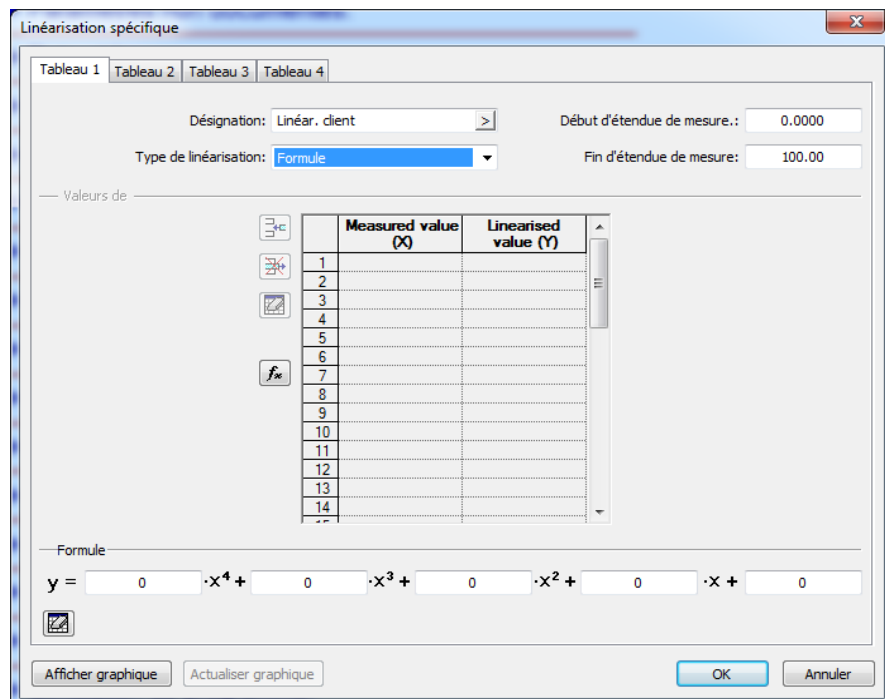 Linéarisation spécifique
Tableau 1 Tableau 2 Tableau 3 Tableau 4
Désignation: Linéar. client > Début d'étendue de mesure.: 0.0000
Type de linéarisation: Formule Fin d'étendue de mesure: 100.00
Valeurs de
Measured value (X) Linearised value (Y)
1
2
3
4
5
6
fx 7
8
9
10
11
12
13
14
Formule
y = 0 ·X⁴ + 0 ·X³ + 0 ·X² + 0 ·X + 0
Afficher graphique Actualiser graphique OK Annuler